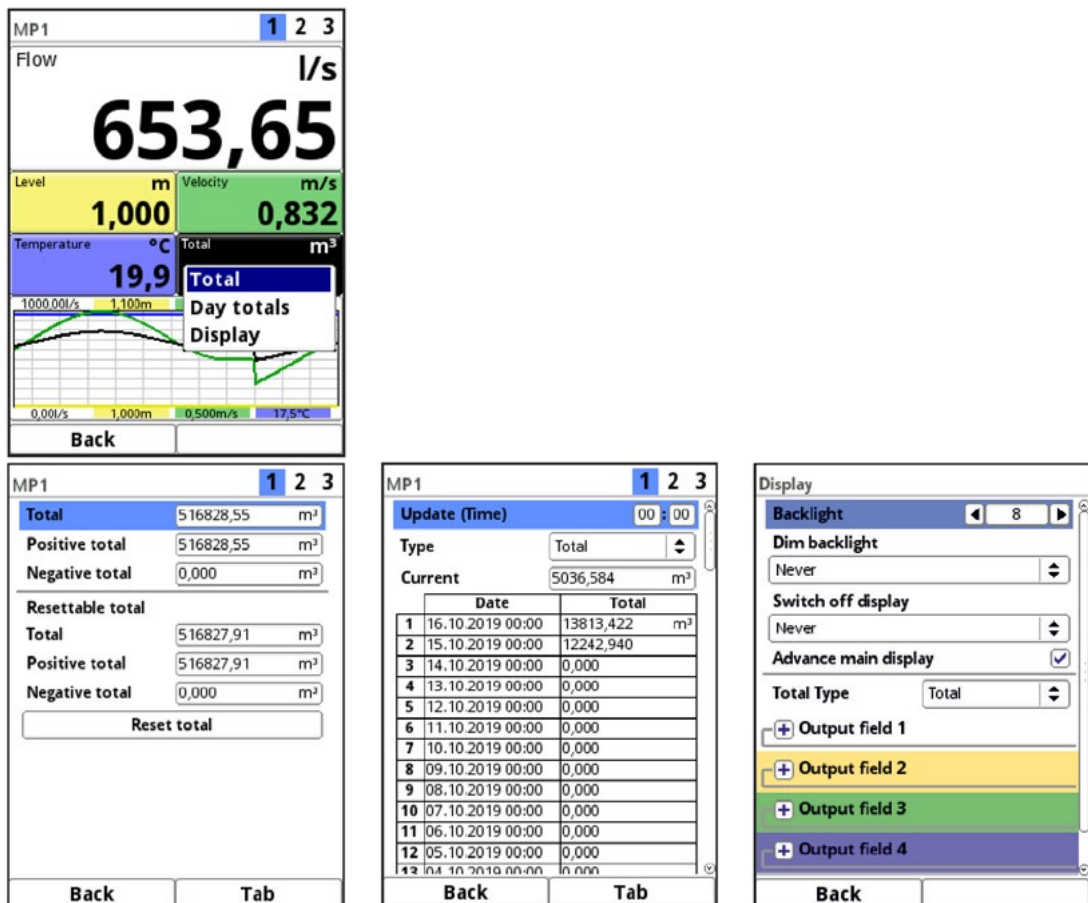 MP1 1 2 3
Flow l/s
653,65
Level m Velocity m/s
1,000 0,832
Temperature °C Total m³
19,9
Total
Day totals
Display
1000,00l/s 1,100m
0,00l/s 1,000m 0,500m/s 17,5°C
Back
MP1 1 2 3
Total 516828,55 m³
Positive total 516828,55 m³
Negative total 0,000 m³
Resettable total
Total 516827,91 m³
Positive total 516827,91 m³
Negative total 0,000 m³
Reset total
Back Tab
MP1 1 2 3
Update (Time) 00 : 00
Type Total
Current 5036,584 m³
Date Total
1 16.10.2019 00:00 13813,422 m³
2 15.10.2019 00:00 12242,940
3 14.10.2019 00:00 0,000
4 13.10.2019 00:00 0,000
5 12.10.2019 00:00 0,000
6 11.10.2019 00:00 0,000
7 10.10.2019 00:00 0,000
8 09.10.2019 00:00 0,000
9 08.10.2019 00:00 0,000
10 07.10.2019 00:00 0,000
11 06.10.2019 00:00 0,000
12 05.10.2019 00:00 0,000
13 04.10.2019 00:00 0,000
Back Tab
Display
Backlight 8
Dim backlight
Never
Switch off display
Never
Advance main display
Total Type Total
Output field 1
Output field 2
Output field 3
Output field 4
Back